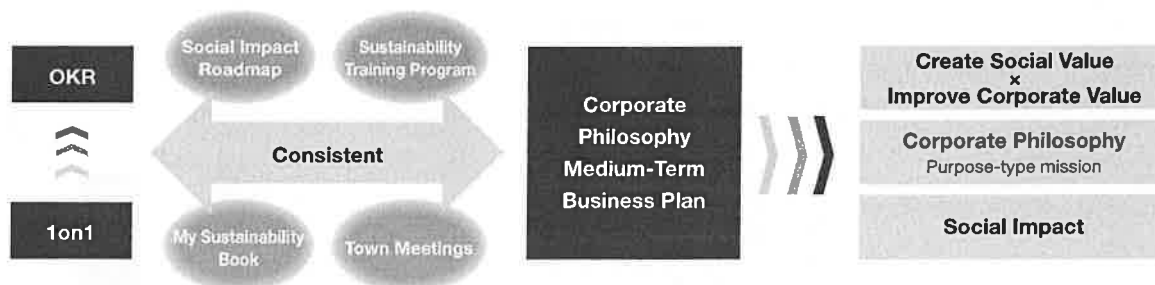 OKR
1on1
Social Impact
Roadmap
Sustainability
Training Program
Consistent
My Sustainability
Book
Town Meetings
Corporate
Philosophy
Medium-Term
Business Plan
Create Social Value
×
Improve Corporate Value
Corporate Philosophy
Purpose-type mission
Social Impact